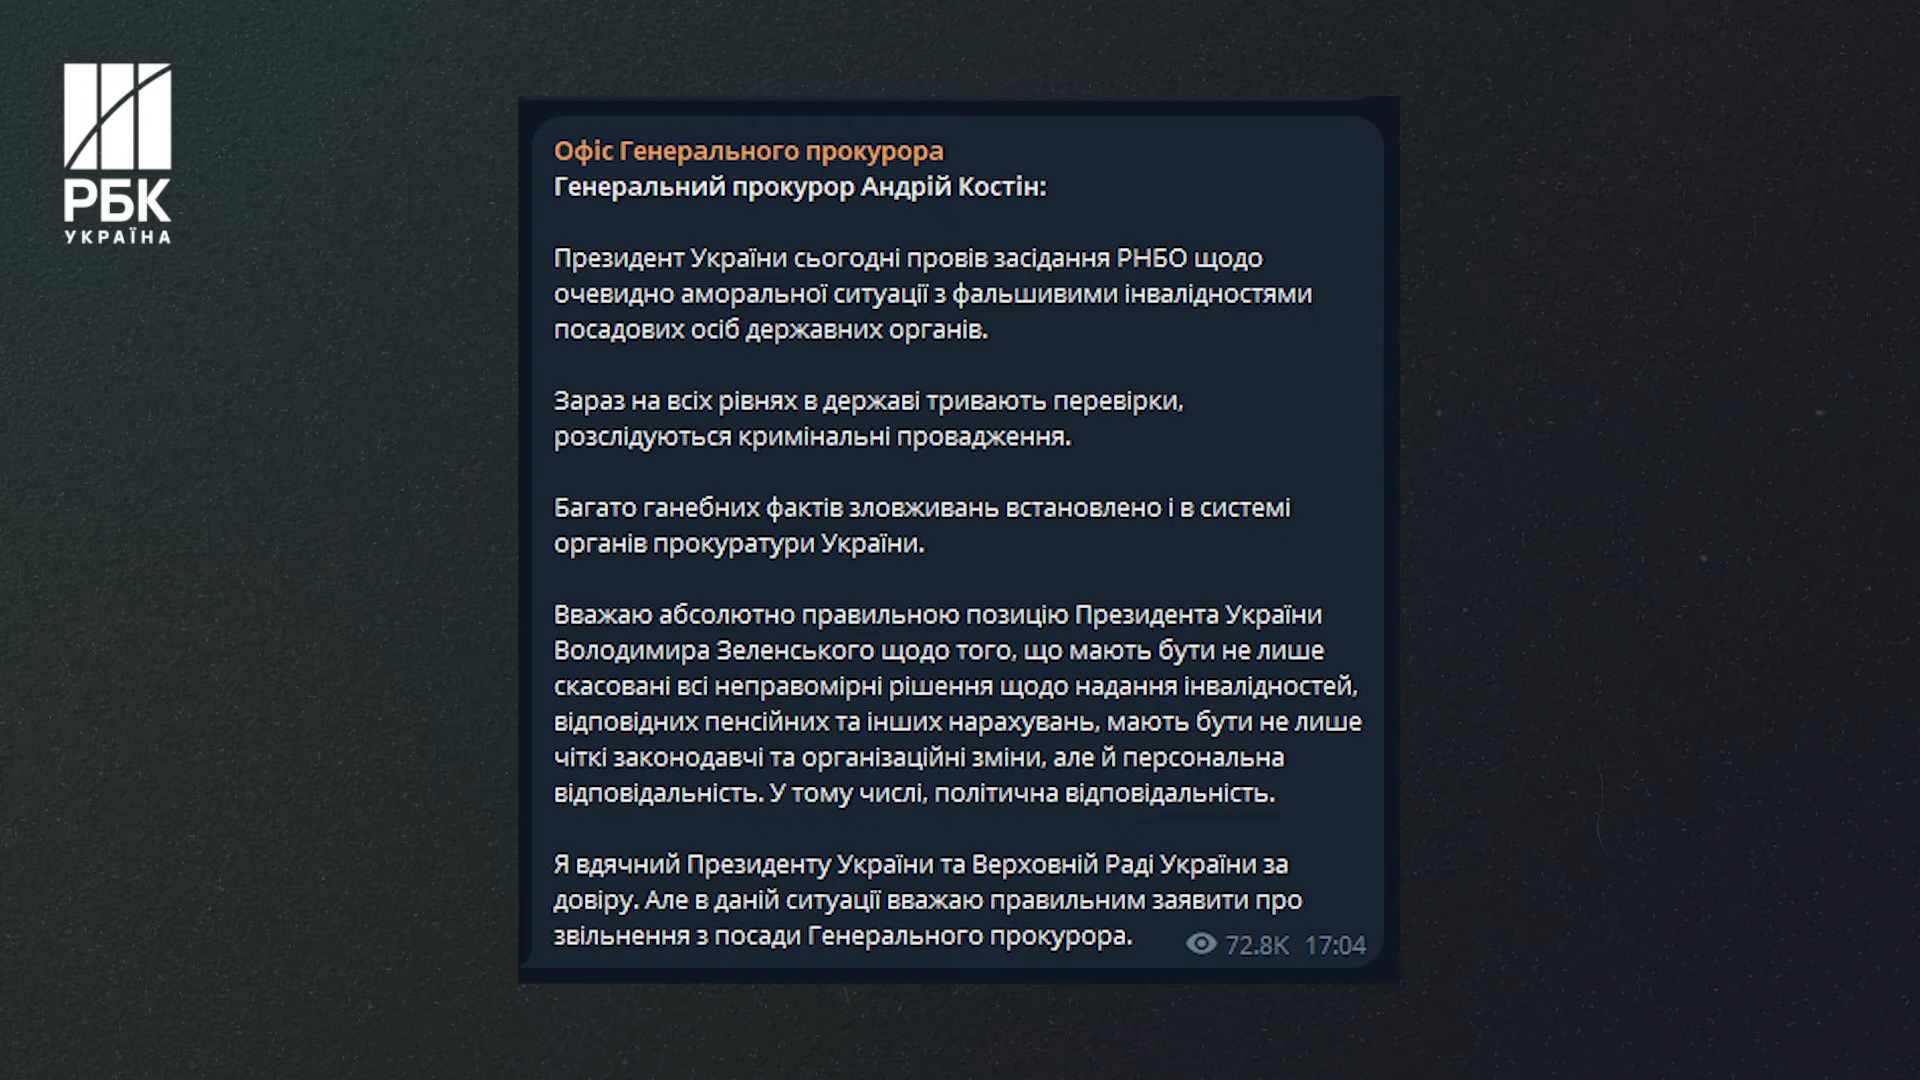 РБК
УКРАЇНА
Офіс Генерального прокурора
Генеральний прокурор Андрій Костін:
Президент України сьогодні провів засідання РНБО щодо
очевидно аморальної ситуації з фальшивими інвалідностями
посадових осіб державних органів.
Зараз на всіх рівнях в державі тривають перевірки,
розслідуються кримінальні провадження.
Багато ганебних фактів зловживань встановлено і в системі
органів прокуратури України.
Вважаю абсолютно правильною позицію Президента України
Володимира Зеленського щодо того, що мають бути не лише
скасовані всі неправомірні рішення щодо надання інвалідностей,
відповідних пенсійних та інших нарахувань, мають бути не лише
чіткі законодавчі та організаційні зміни, але й персональна
відповідальність. У тому числі, політична відповідальність.
Я вдячний Президенту України та Верховній Раді України за
довіру. Але в даній ситуації вважаю правильним заявити про
звільнення з посади Генерального прокурора.
72.8K 17:04